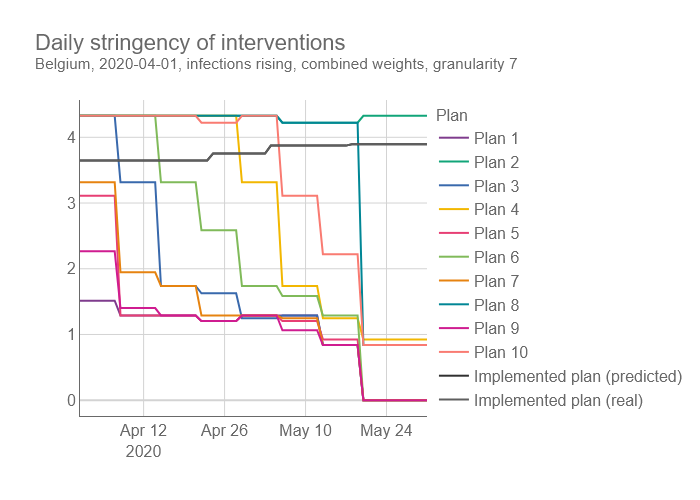 Daily stringency of interventions
Belgium, 2020-04-01, infections rising, combined weights, granularity 7
Plan
Plan 1
Plan 2
Plan 3
Plan 4
Plan 5
Plan 6
Plan 7
Plan 8
Plan 9
Plan 10
Implemented plan (predicted)
Implemented plan (real)
4
3
2
1
0
Apr 12
2020
Apr 26
May 10
May 24